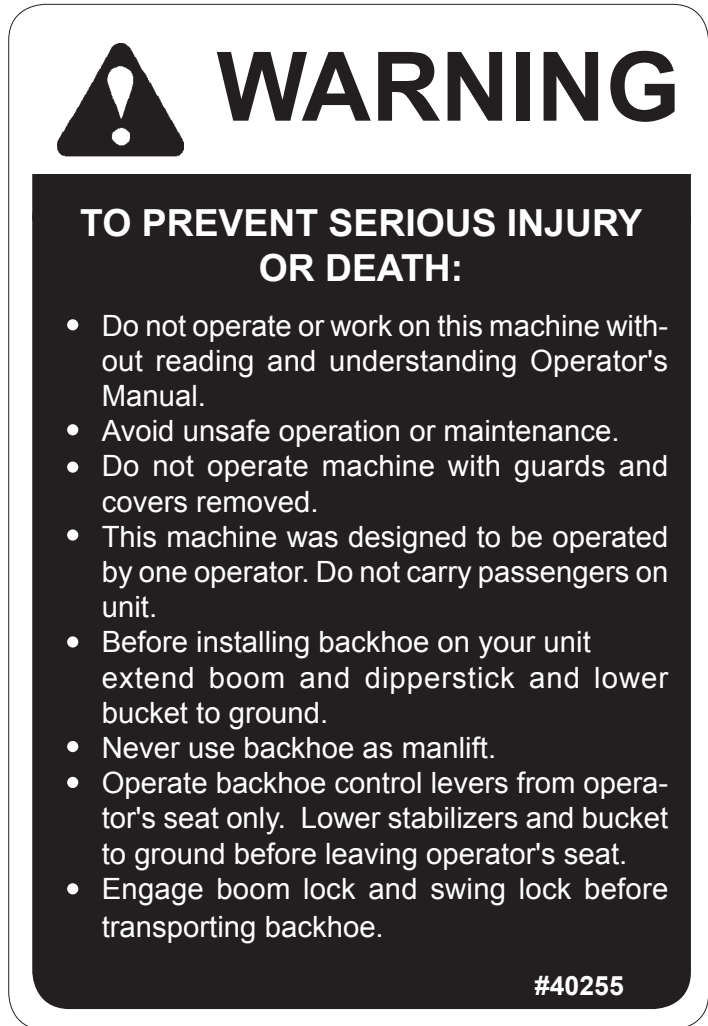 WARNING
TO PREVENT SERIOUS INJURY
OR DEATH:
• Do not operate or work on this machine with-
out reading and understanding Operator's
Manual.
• Avoid unsafe operation or maintenance.
• Do not operate machine with guards and
covers removed.
• This machine was designed to be operated
by one operator. Do not carry passengers on
unit.
• Before installing backhoe on your unit
extend boom and dipperstick and lower
bucket to ground.
• Never use backhoe as manlift.
• Operate backhoe control levers from opera-
tor's seat only.  Lower stabilizers and bucket
to ground before leaving operator's seat.
• Engage boom lock and swing lock before
transporting backhoe.
#40255